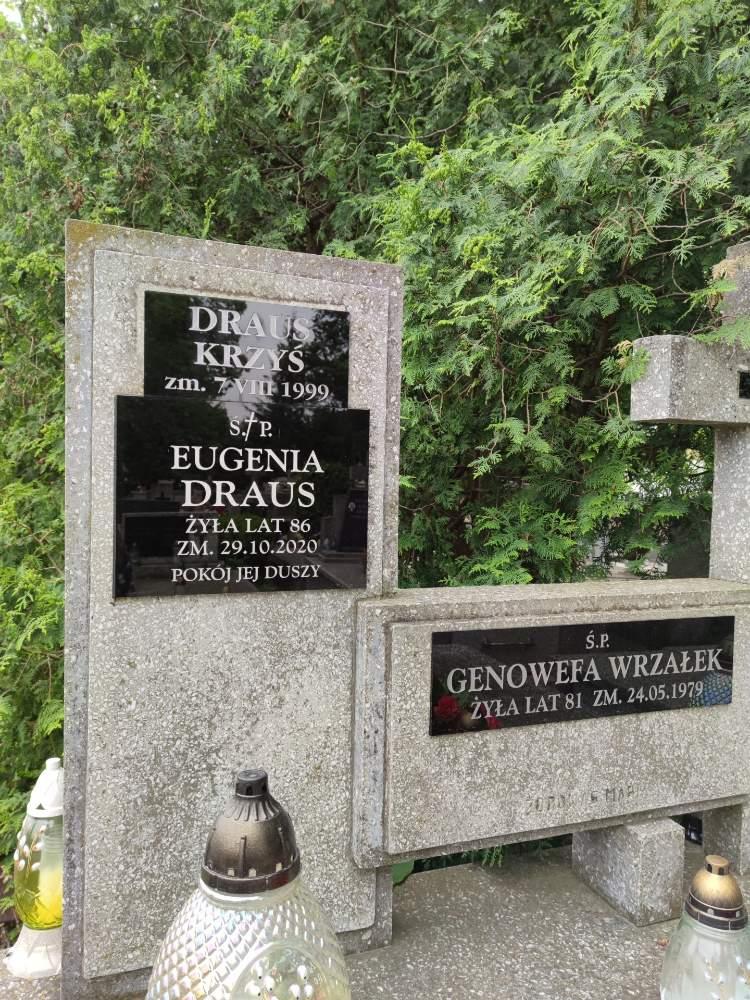 DRAUS
KRZYŚ
zm. 7 VIII 1999
S.†P.
EUGENIA
DRAUS
ŻYŁA LAT 86
ZM. 29.10.2020
POKÓJ JEJ DUSZY
Ś.P.
GENOWEFA WRZAŁEK
ŻYŁA LAT 81 ZM. 24.05.1979